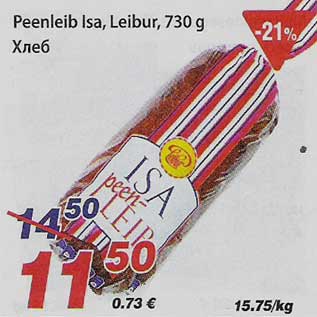 Peenleib Isa, Leibur, 730 g
Хлеб
-21%
ISA
peen-
LEIB
14.50
11.50
0.73 €
15.75/kg